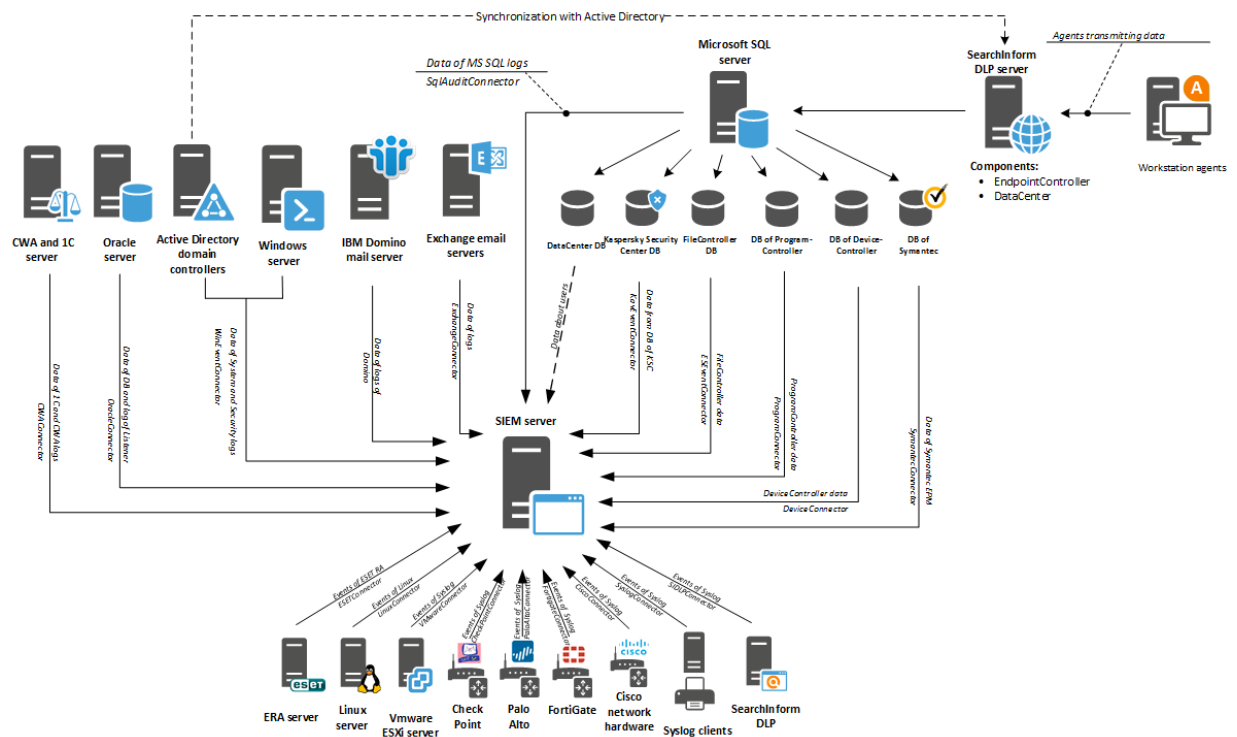 Synchronization with Active Directory
Microsoft SQL
server
SearchInform
DLP server
Agents transmitting data
Data of MS SQL logs
SqlAuditConnector
A
Workstation agents
Components:
• EndpointController
• DataCenter
E
CWA and 1C
server
Oracle
server
Active Directory
domain
controllers
Windows
server
IBM Domino
mail server
Exchange email
servers
DataCenter DB
Kaspersky Security
Center DB
FileController
DB
DB of Program-
Controller
DB of Device-
Controller
DB of
Symantec
Data of 1C and CWA logs
CWAConnector
Data of DB and log of Listener
OracleConnector
Data of System and Security logs
WinEventConnector
Data of logs of
Domino
Data of logs
ExchangeConnector
Data about users
Data from DB of KSC
KavEventConnector
FileController data
ESEventConnector
ProgramController data
ProgramConnector
DeviceController data
DeviceConnector
Data of Symantec EPM
SymantecConnector
SIEM server
Events of ESET RA
ESETConnector
Events of Linux
LinuxConnector
Events of Syslog
VMwareConnector
Events of Syslog
CheckPointConnector
Events of Syslog
PaloAltoConnector
Events of Syslog
FortigateConnector
Events of Syslog
CiscoConnector
Events of Syslog
SyslogConnector
Events of Syslog
SIDLPConnector
eset
CISCO
ERA server
Linux
server
Vmware
ESXi server
Check
Point
Palo
Alto
FortiGate
Cisco
network
hardware
Syslog clients
SearchInform
DLP